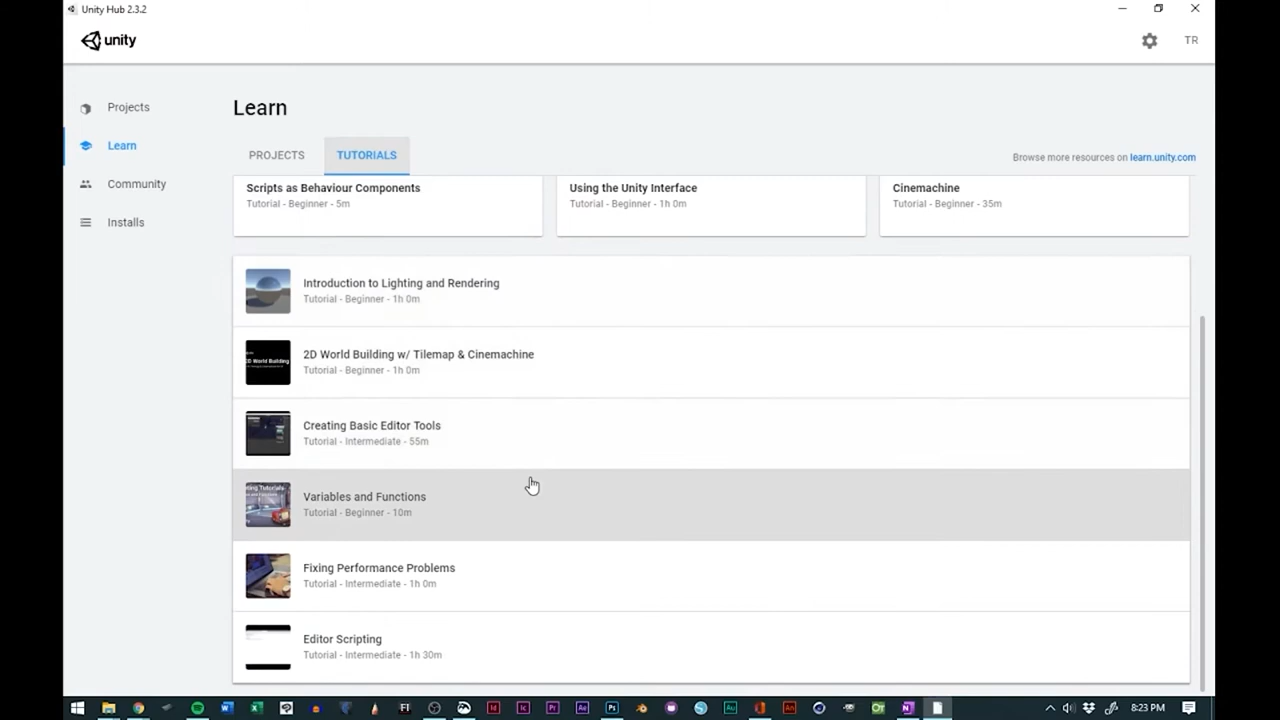 Unity Hub 2.3.2
unity
TR
Projects
Learn
Community
Installs
Learn
PROJECTS
TUTORIALS
Browse more resources on learn.unity.com
Scripts as Behaviour Components
Tutorial - Beginner - 5m
Using the Unity Interface
Tutorial - Beginner - 1h 0m
Cinemachine
Tutorial - Beginner - 35m
Introduction to Lighting and Rendering
Tutorial - Beginner - 1h 0m
2D World Building w/ Tilemap & Cinemachine
Tutorial - Beginner - 1h 0m
Creating Basic Editor Tools
Tutorial - Intermediate - 55m
Variables and Functions
Tutorial - Beginner - 10m
Fixing Performance Problems
Tutorial - Intermediate - 1h 0m
Editor Scripting
Tutorial - Intermediate - 1h 30m
8:23 PM